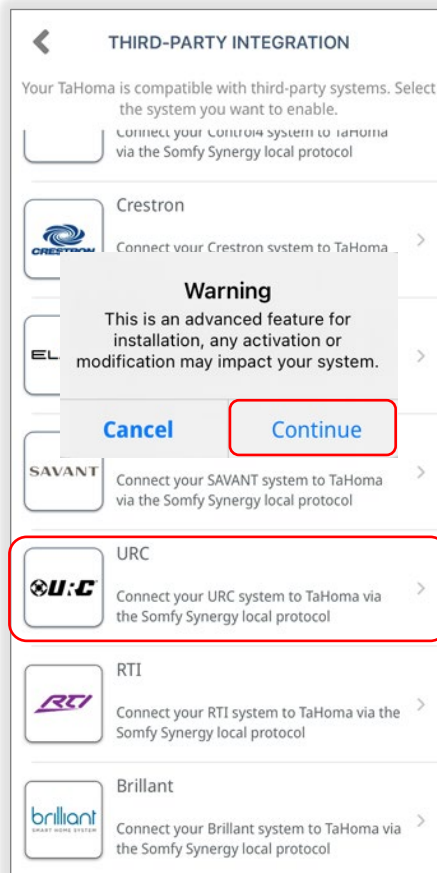 THIRD-PARTY INTEGRATION
Your TaHoma is compatible with third-party systems. Select
the system you want to enable.
Connect your Control4 system to TaHoma
via the Somfy Synergy local protocol
Crestron
CRESTRON
Connect your Crestron system to TaHoma
Warning
This is an advanced feature for
installation, any activation or
modification may impact your system.
EL
Cancel
Continue
SAVANT
Connect your SAVANT system to TaHoma
via the Somfy Synergy local protocol
URC
URC
Connect your URC system to TaHoma via
the Somfy Synergy local protocol
RTI
RTI
Connect your RTI system to TaHoma via the
Somfy Synergy local protocol
Brilliant
brilliant
SMART HOME SYSTEM
Connect your Brilliant system to TaHoma via
the Somfy Synergy local protocol